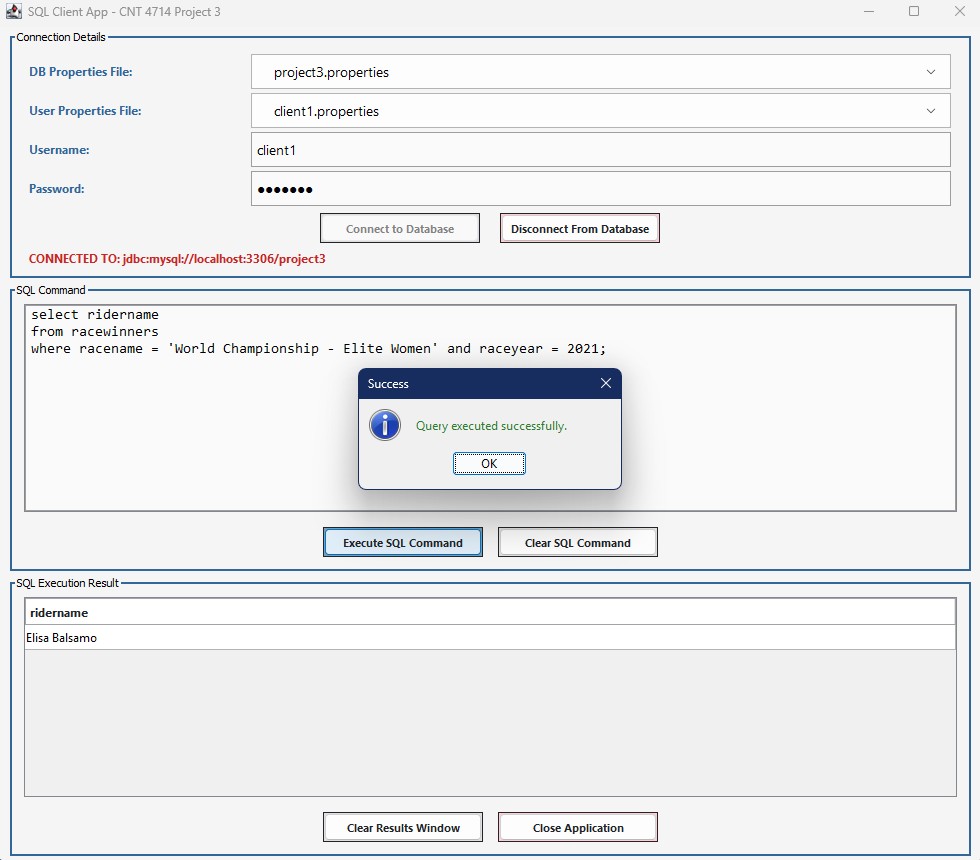 SQL Client App - CNT 4714 Project 3
Connection Details
DB Properties File: project3.properties
User Properties File: client1.properties
Username: client1
Password: ●●●●●●●
Connect to Database Disconnect From Database
CONNECTED TO: jdbc:mysql://localhost:3306/project3
SQL Command
select ridername
from racewinners
where racename = 'World Championship - Elite Women' and raceyear = 2021;
Success
Query executed successfully.
OK
Execute SQL Command Clear SQL Command
SQL Execution Result
ridername
Elisa Balsamo
Clear Results Window Close Application